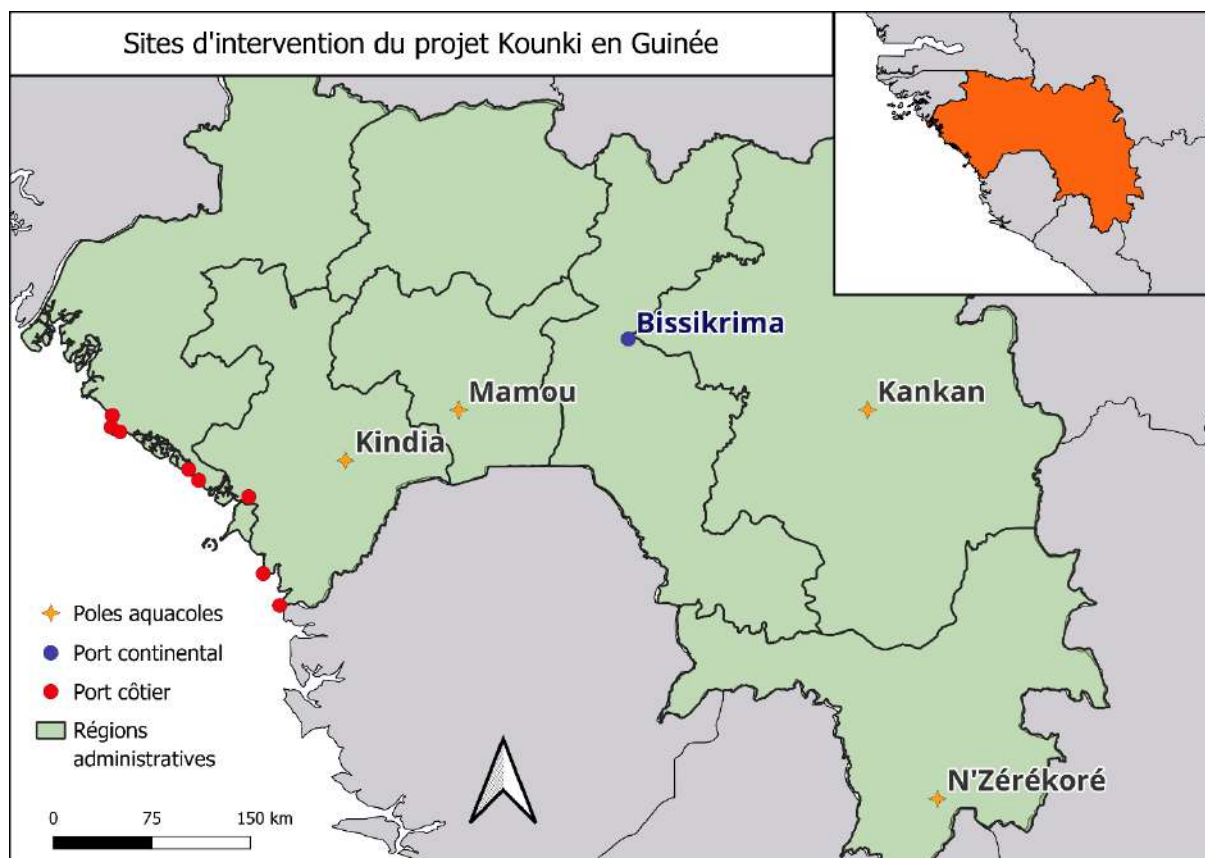 Sites d'intervention du projet Kounki en Guinée
Bissikrima
Mamou
Kankan
Kindia
Poles aquacoles
Port continental
Port côtier
Régions
administratives
N'Zérékoré
0 75 150 km